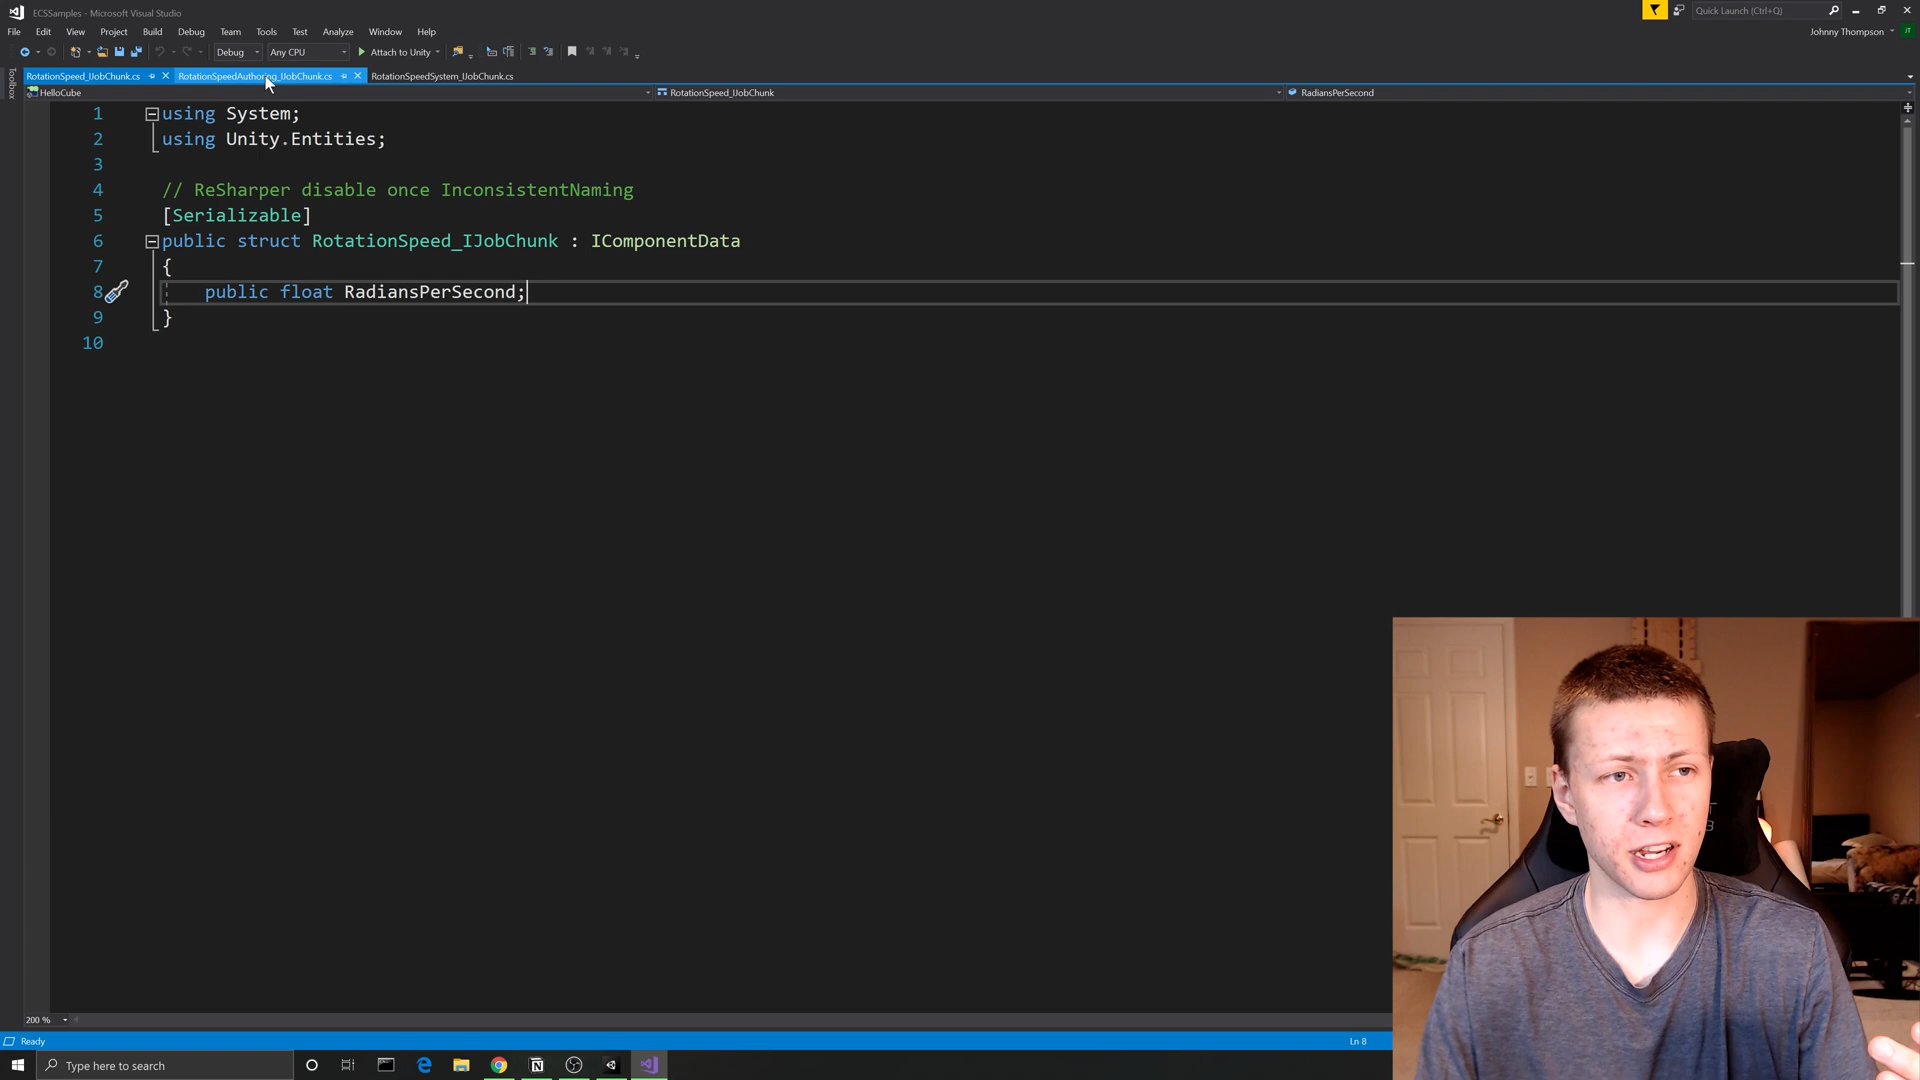 ECSSamples - Microsoft Visual Studio
Quick Launch (Ctrl+Q)
File Edit View Project Build Debug Team Tools Test Analyze Window Help
Johnny Thompson JT
Debug Any CPU Attach to Unity
RotationSpeed_IJobChunk.cs RotationSpeedAuthoring_IJobChunk.cs RotationSpeedSystem_IJobChunk.cs
Toolbox
HelloCube RotationSpeed_IJobChunk RadiansPerSecond
1 using System;
2 using Unity.Entities;
3
4 // ReSharper disable once InconsistentNaming
5 [Serializable]
6 public struct RotationSpeed_IJobChunk : IComponentData
7 {
8 public float RadiansPerSecond;
9 }
10
200 %
Ready Ln 8
Type here to search